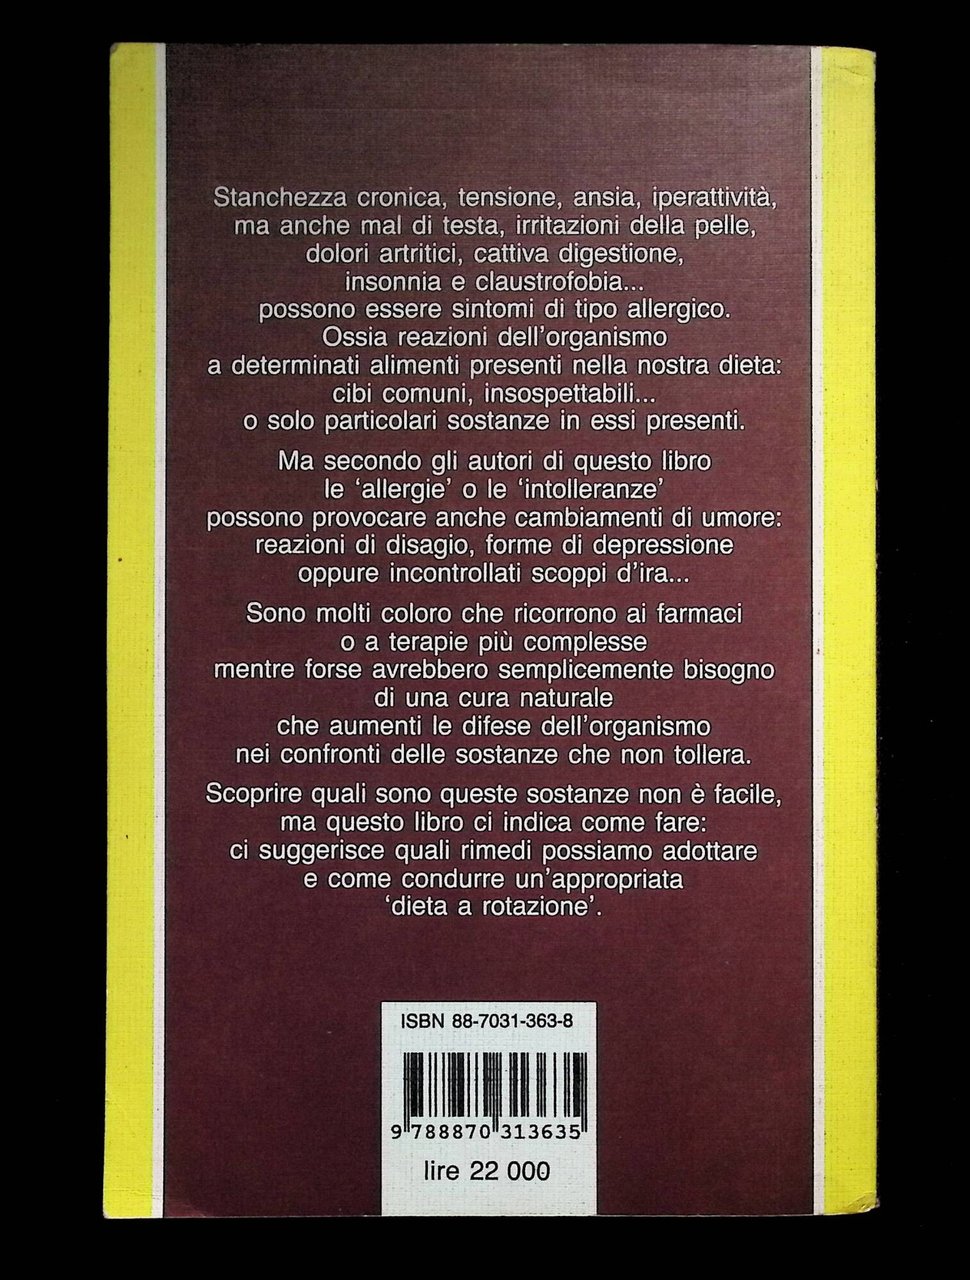 Stanchezza cronica, tensione, ansia, iperattività,
ma anche mal di testa, irritazioni della pelle,
dolori artritici, cattiva digestione,
insonnia e claustrofobia...
possono essere sintomi di tipo allergico.
Ossia reazioni dell'organismo
a determinati alimenti presenti nella nostra dieta:
cibi comuni, insospettabili...
o solo particolari sostanze in essi presenti.
Ma secondo gli autori di questo libro
le 'allergie' o le 'intolleranze'
possono provocare anche cambiamenti di umore:
reazioni di disagio, forme di depressione
oppure incontrollati scoppi d'ira...
Sono molti coloro che ricorrono ai farmaci
o a terapie più complesse
mentre forse avrebbero semplicemente bisogno
di una cura naturale
che aumenti le difese dell'organismo
nei confronti delle sostanze che non tollera.
Scoprire quali sono queste sostanze non è facile,
ma questo libro ci indica come fare:
ci suggerisce quali rimedi possiamo adottare
e come condurre un'appropriata
'dieta a rotazione'.
ISBN 88-7031-363-8
9 788870 313635
lire 22 000